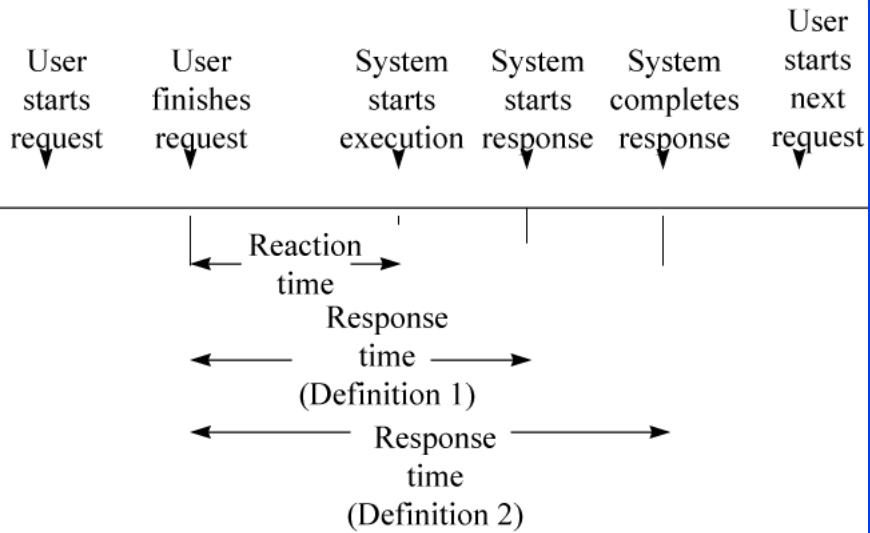 User
starts
request
User
finishes
request
System
starts
execution
System
starts
response
System
completes
response
User
starts
next
request
Reaction
time
Response
time
(Definition 1)
Response
time
(Definition 2)